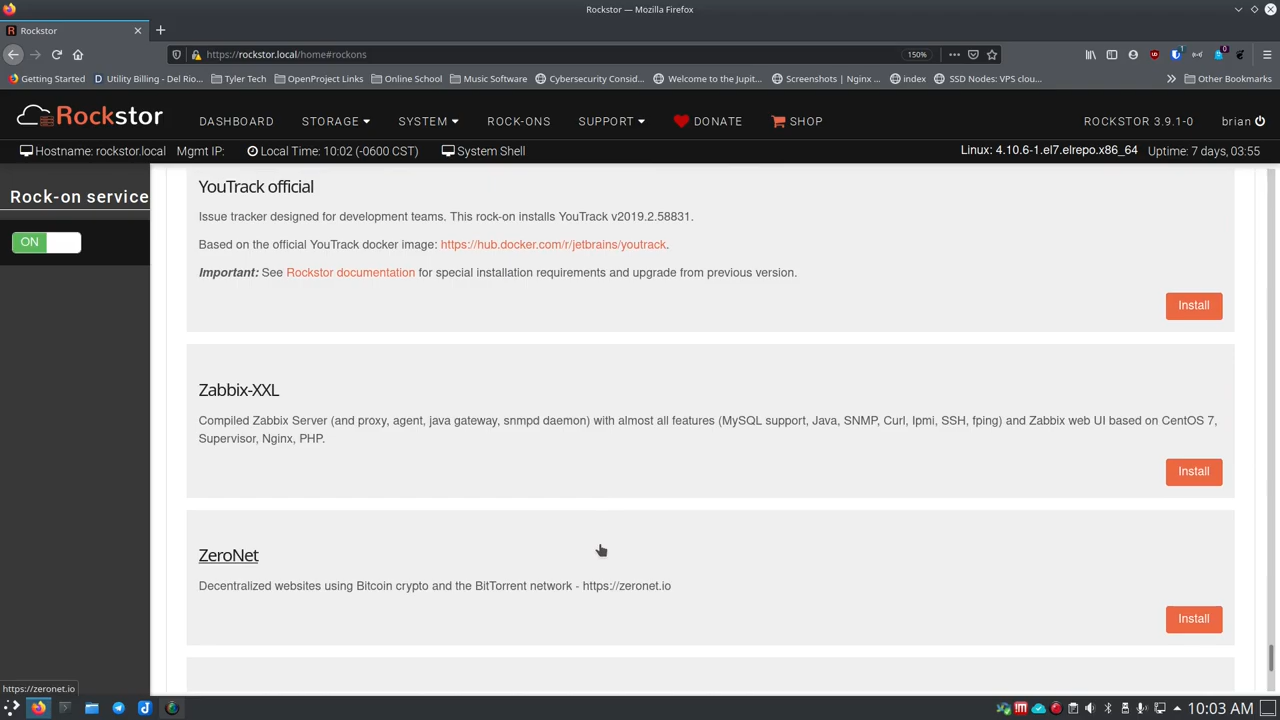 Rockstor — Mozilla Firefox
R Rockstor
https://rockstor.local/home#rockons
150%
Getting Started
Utility Billing - Del Rio...
Tyler Tech
OpenProject Links
Online School
Music Software
Cybersecurity Consid...
Welcome to the Jupit...
Screenshots | Nginx ...
index
SSD Nodes: VPS clou...
Other Bookmarks
Rockstor
DASHBOARD
STORAGE
SYSTEM
ROCK-ONS
SUPPORT
DONATE
SHOP
ROCKSTOR 3.9.1-0
brian
Hostname: rockstor.local
Mgmt IP:
Local Time: 10:02 (-0600 CST)
System Shell
Linux: 4.10.6-1.el7.elrepo.x86_64
Uptime: 7 days, 03:55
Rock-on service
ON
YouTrack official
Issue tracker designed for development teams. This rock-on installs YouTrack v2019.2.58831.
Based on the official YouTrack docker image: https://hub.docker.com/r/jetbrains/youtrack.
Important: See Rockstor documentation for special installation requirements and upgrade from previous version.
Install
Zabbix-XXL
Compiled Zabbix Server (and proxy, agent, java gateway, snmpd daemon) with almost all features (MySQL support, Java, SNMP, Curl, Ipmi, SSH, fping) and Zabbix web UI based on CentOS 7,
Supervisor, Nginx, PHP.
Install
ZeroNet
Decentralized websites using Bitcoin crypto and the BitTorrent network - https://zeronet.io
Install
https://zeronet.io
10:03 AM